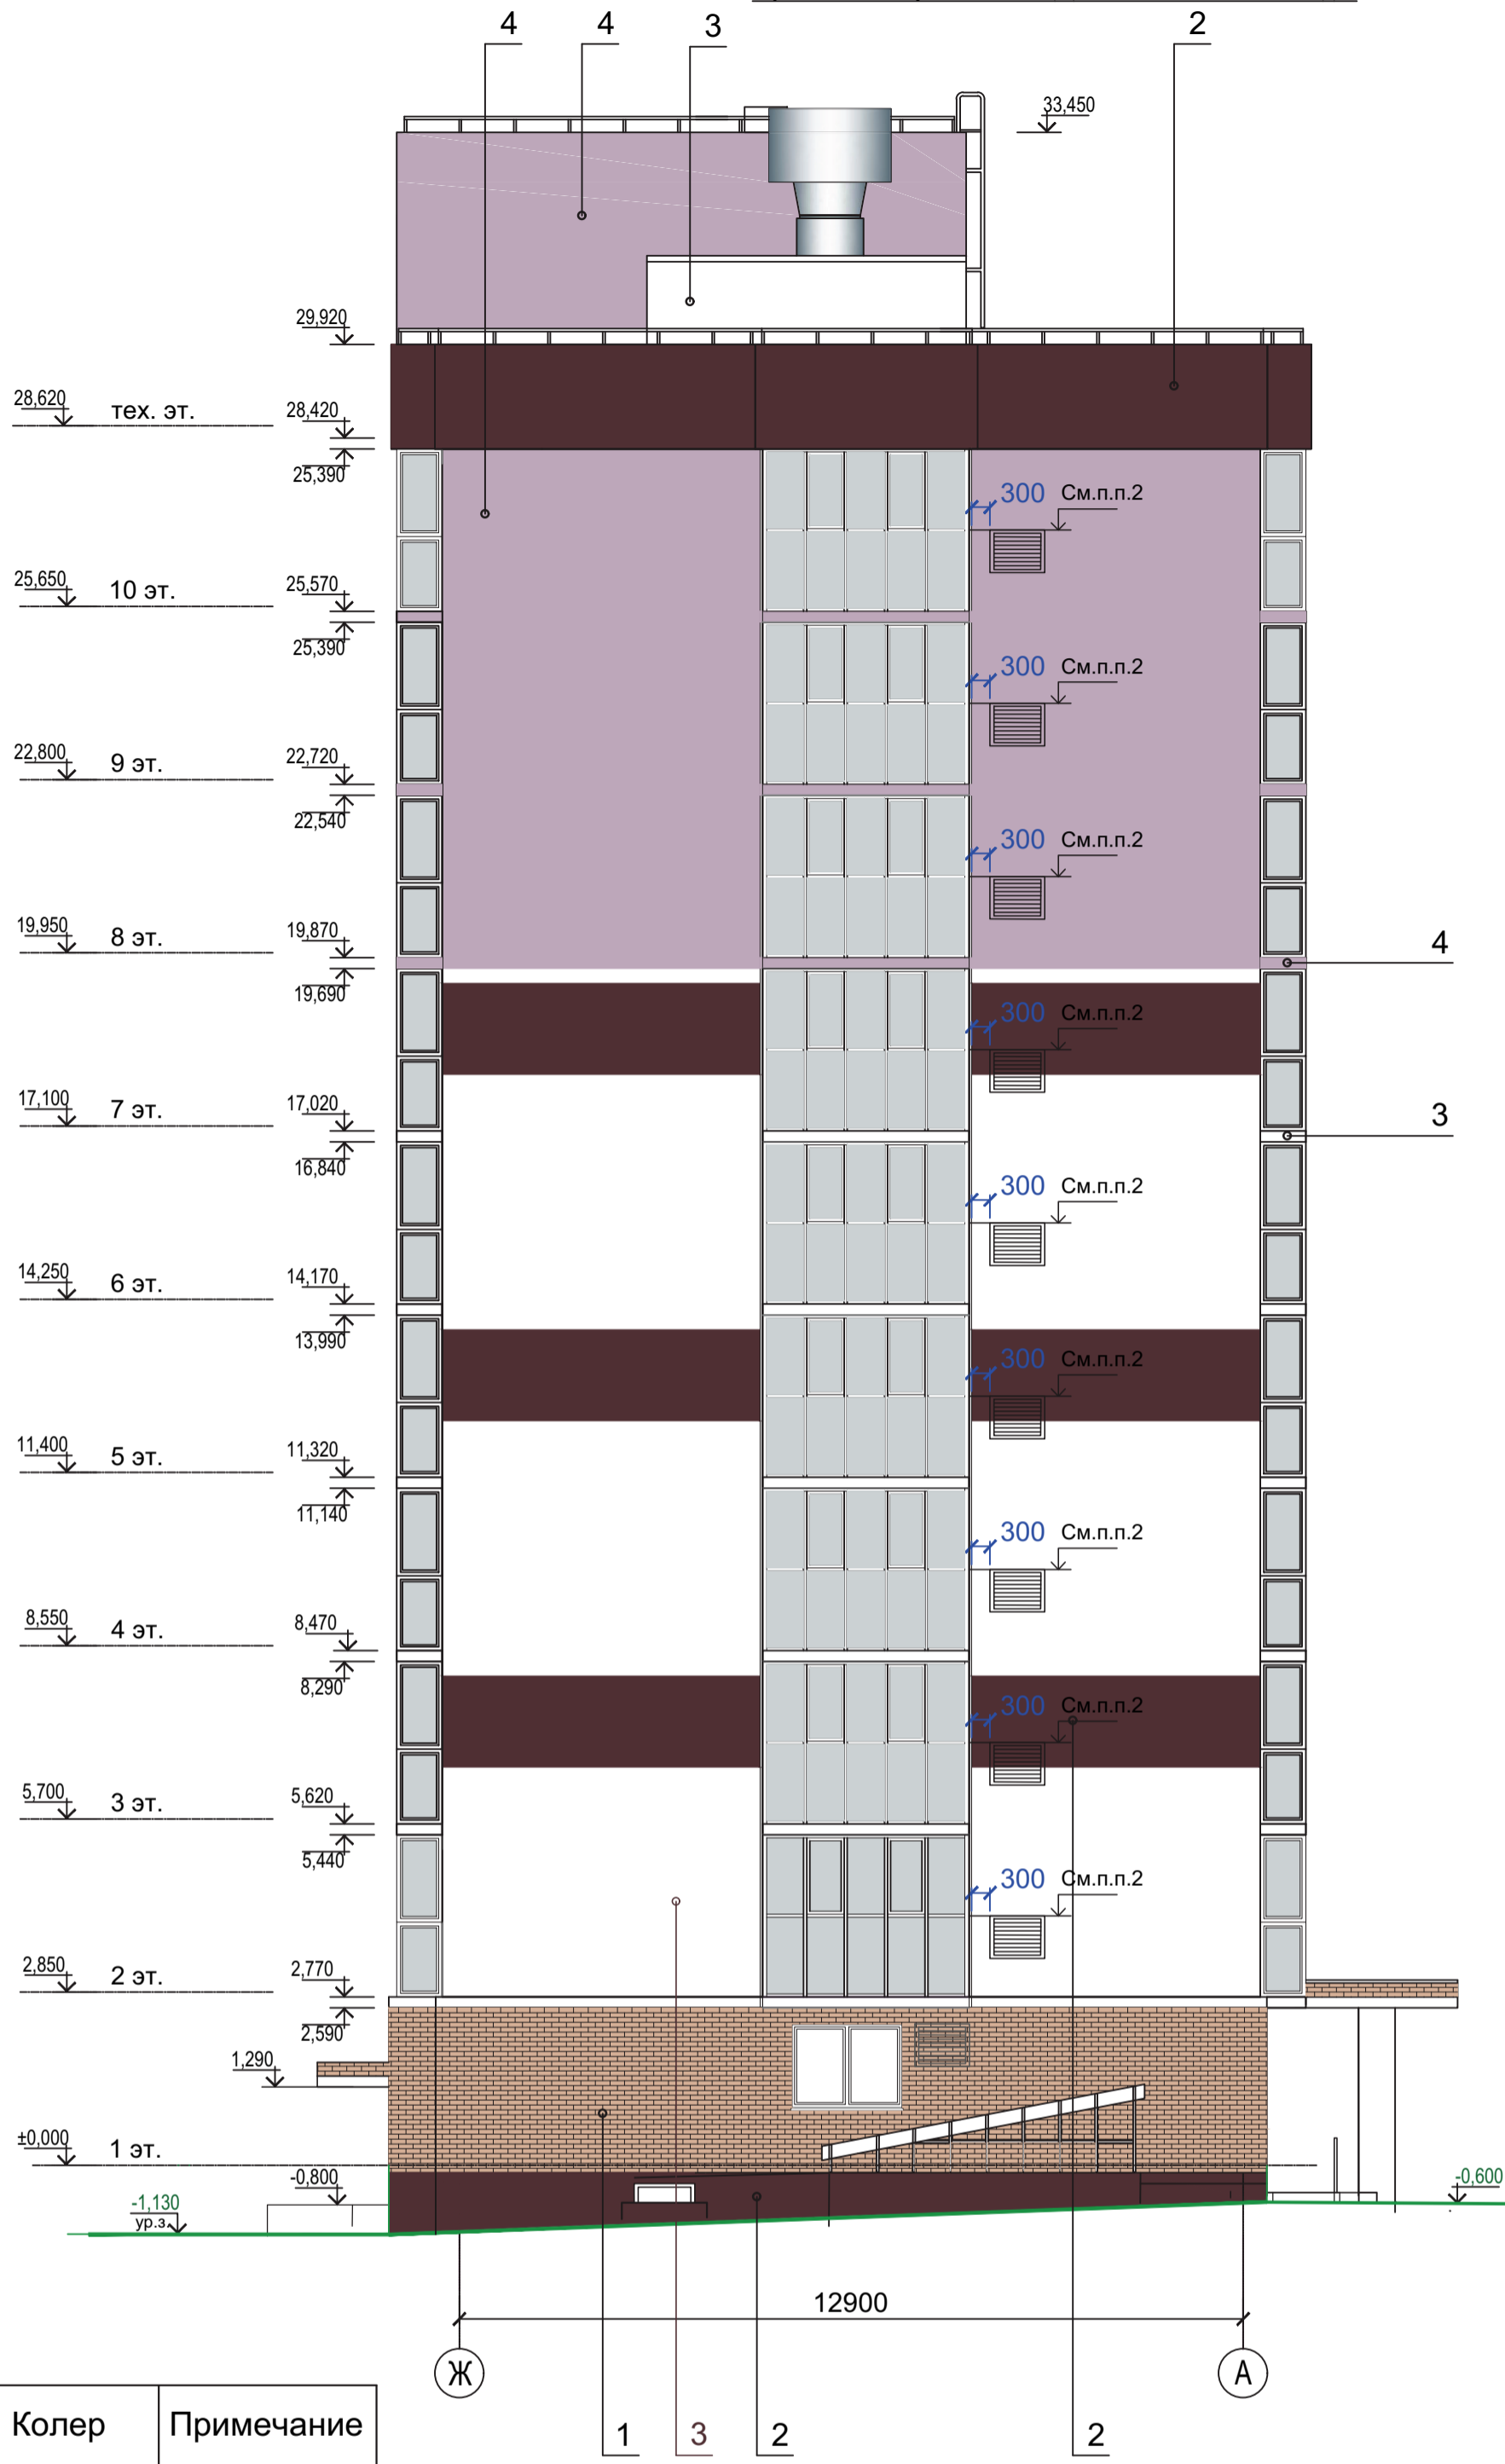 4 4 3 2
33,450
29,920
28,620 тех. эт. 28,420
25,390
300 См.п.п.2
25,650 10 эт. 25,570
25,390
300 См.п.п.2
22,800 9 эт. 22,720
22,540
300 См.п.п.2
19,950 8 эт. 19,870
4
19,690
300 См.п.п.2
17,100 7 эт. 17,020
3
16,840
300 См.п.п.2
14,250 6 эт. 14,170
13,990
300 См.п.п.2
11,400 5 эт. 11,320
11,140
300 См.п.п.2
8,550 4 эт. 8,470
8,290
300 См.п.п.2
5,700 3 эт. 5,620
5,440
300 См.п.п.2
2,850 2 эт. 2,770
2,590
1,290
±0,000 1 эт.
-0,800
-0,600
-1,130
ур.з.
12900
Ж А
Колер Примечание
1 3 2 2